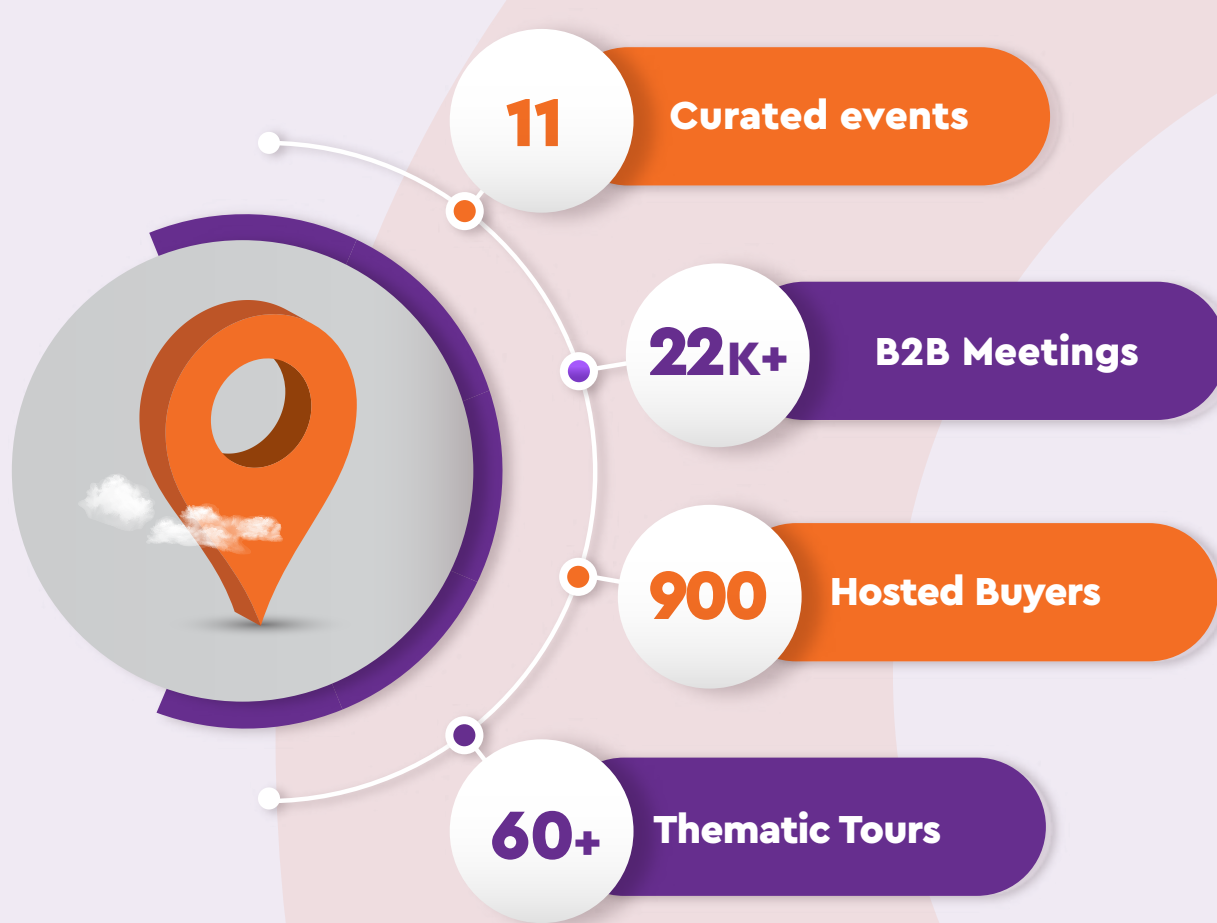 11
Curated events
22K+
B2B Meetings
900
Hosted Buyers
60+
Thematic Tours